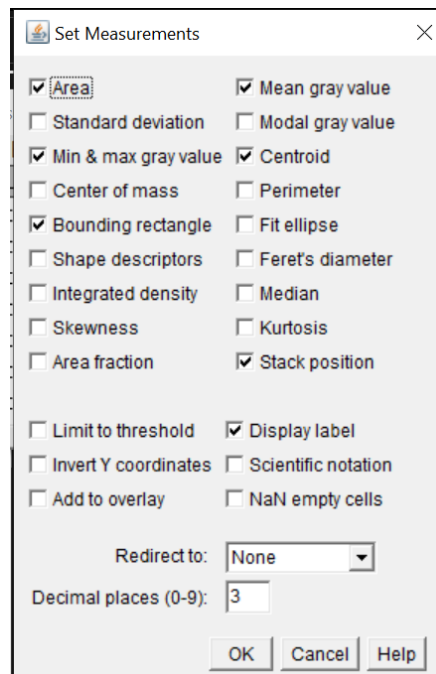 Set Measurements
Area Mean gray value
Standard deviation Modal gray value
Min & max gray value Centroid
Center of mass Perimeter
Bounding rectangle Fit ellipse
Shape descriptors Feret's diameter
Integrated density Median
Skewness Kurtosis
Area fraction Stack position
Limit to threshold Display label
Invert Y coordinates Scientific notation
Add to overlay NaN empty cells
Redirect to: None
Decimal places (0-9): 3
OK Cancel Help